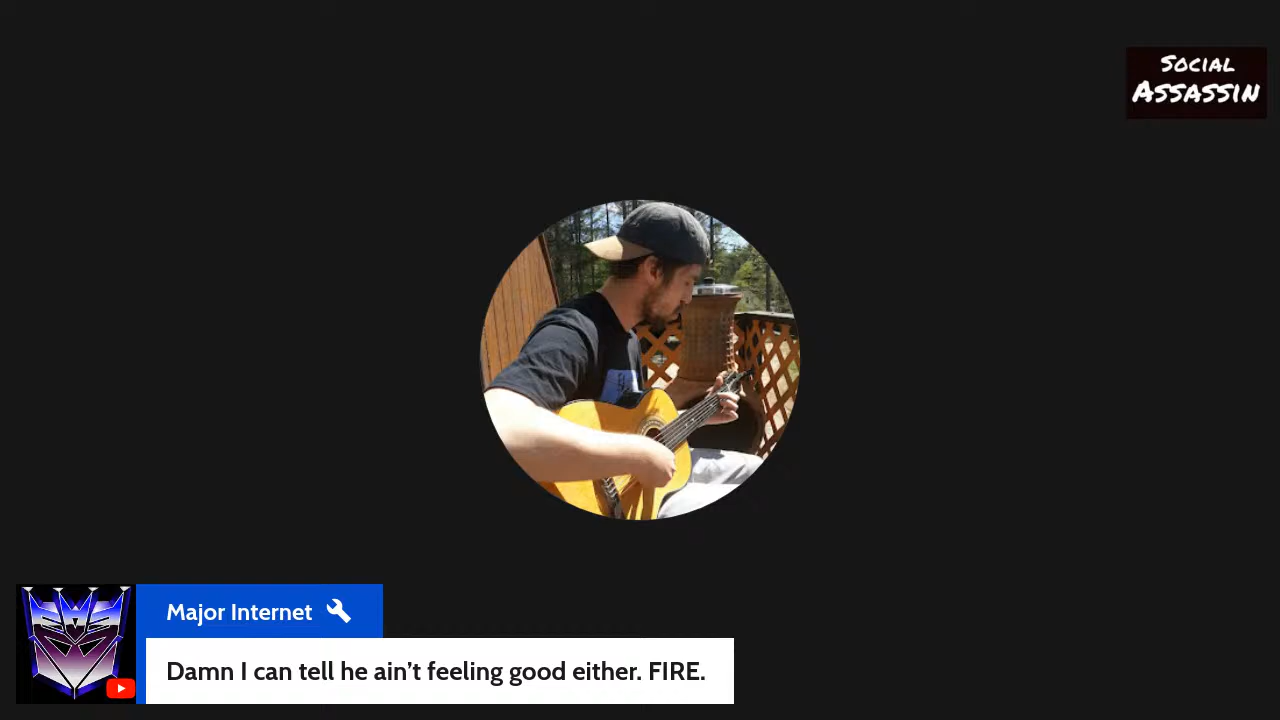 SOCIAL
ASSASSIN
Major Internet
Damn I can tell he ain’t feeling good either. FIRE.